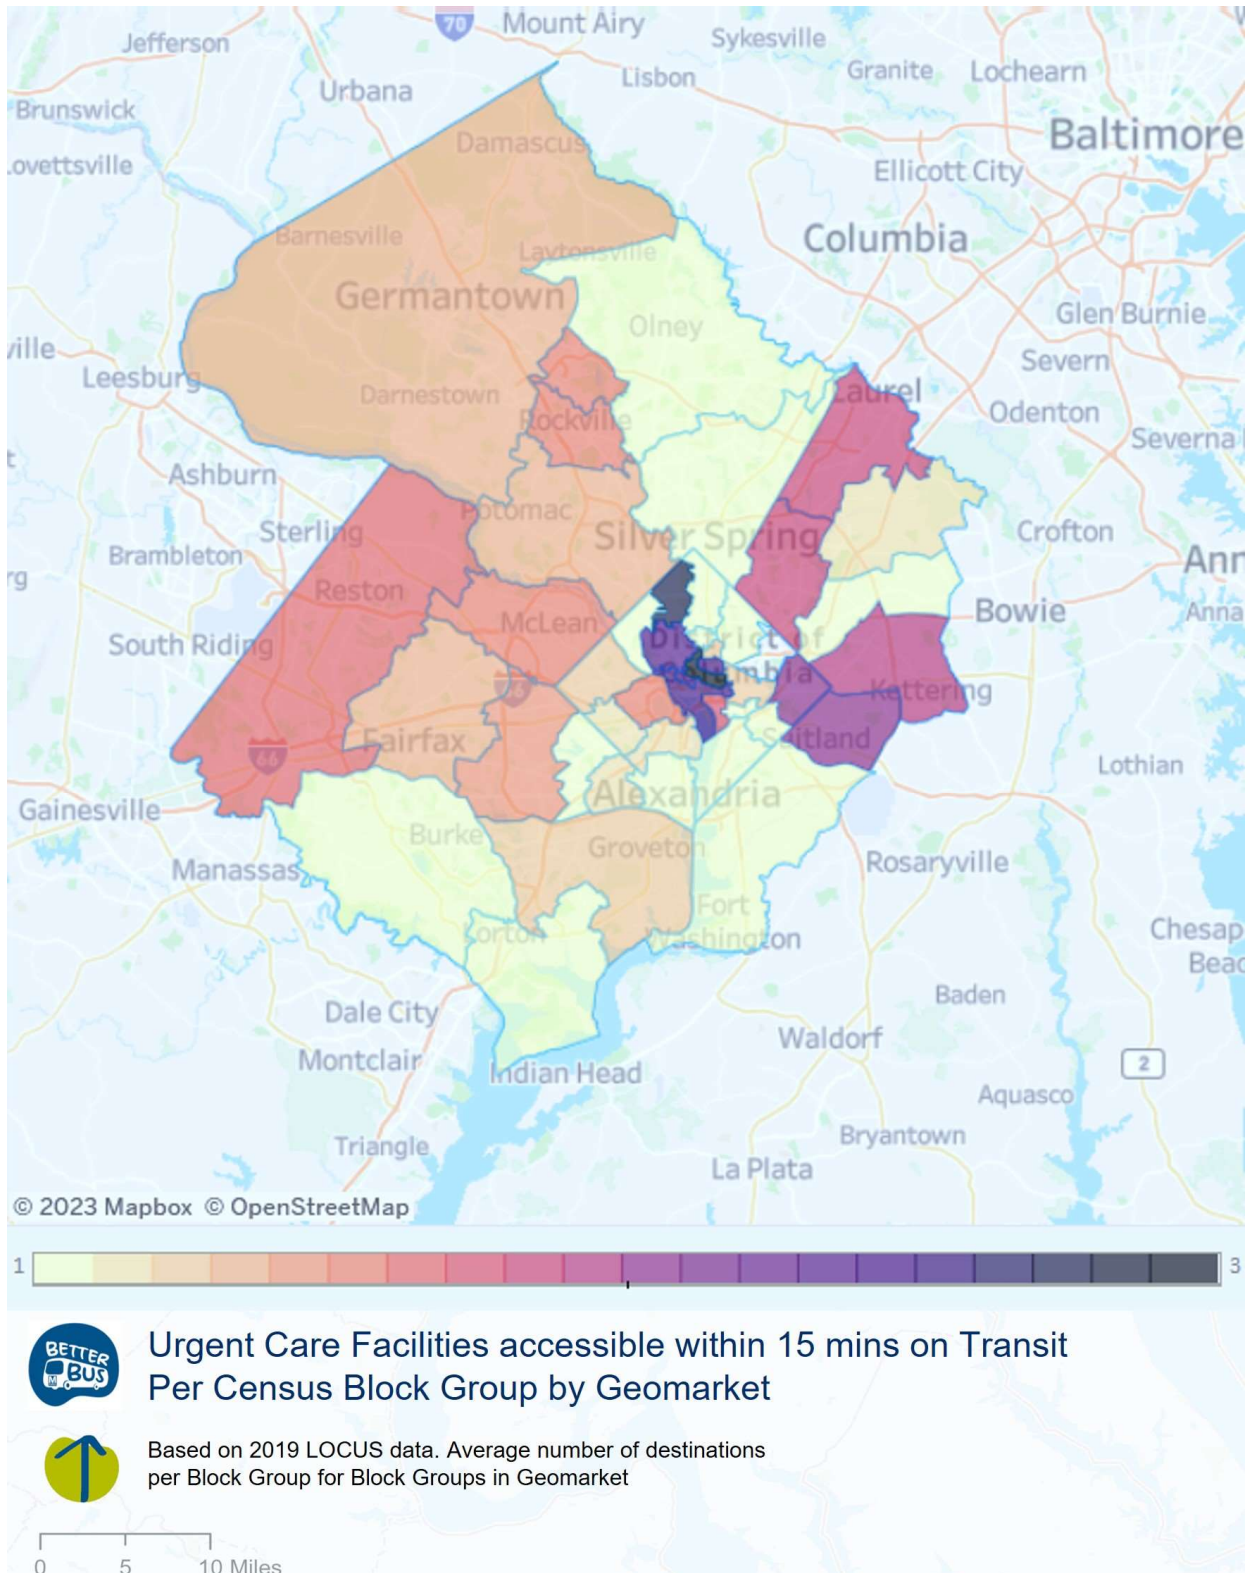 70
Mount Airy
Jefferson
Sykesville
Lisbon
Granite
Lochearn
Urbana
Brunswick
Baltimore
Damascus
.ovettsville
Ellicott City
Barnesville
Laytonsville
Columbia
Germantown
Glen Burnie
Olney
ville
Leesburg
Severn
Darnestown
Laurel
Rockville
Odenton
Severna
Ashburn
Potomac
Sterling
Silver Spring
Crofton
Brambleton
Ann
rg
Reston
McLean
Bowie
Anna
South Riding
District of
Columbia
66
Kettering
Fairfax
Suitland
66
Lothian
Gainesville
Alexandria
Burke
Groveton
Manassas
Rosaryville
Fort
Washington
Lorton
Chesap
Beac
Dale City
Baden
Waldorf
Montclair
Indian Head
2
Aquasco
Triangle
Bryantown
La Plata
© 2023 Mapbox © OpenStreetMap
1
3
BETTER
BUS
M
Urgent Care Facilities accessible within 15 mins on Transit
Per Census Block Group by Geomarket
Based on 2019 LOCUS data. Average number of destinations
per Block Group for Block Groups in Geomarket
0 5 10 Miles